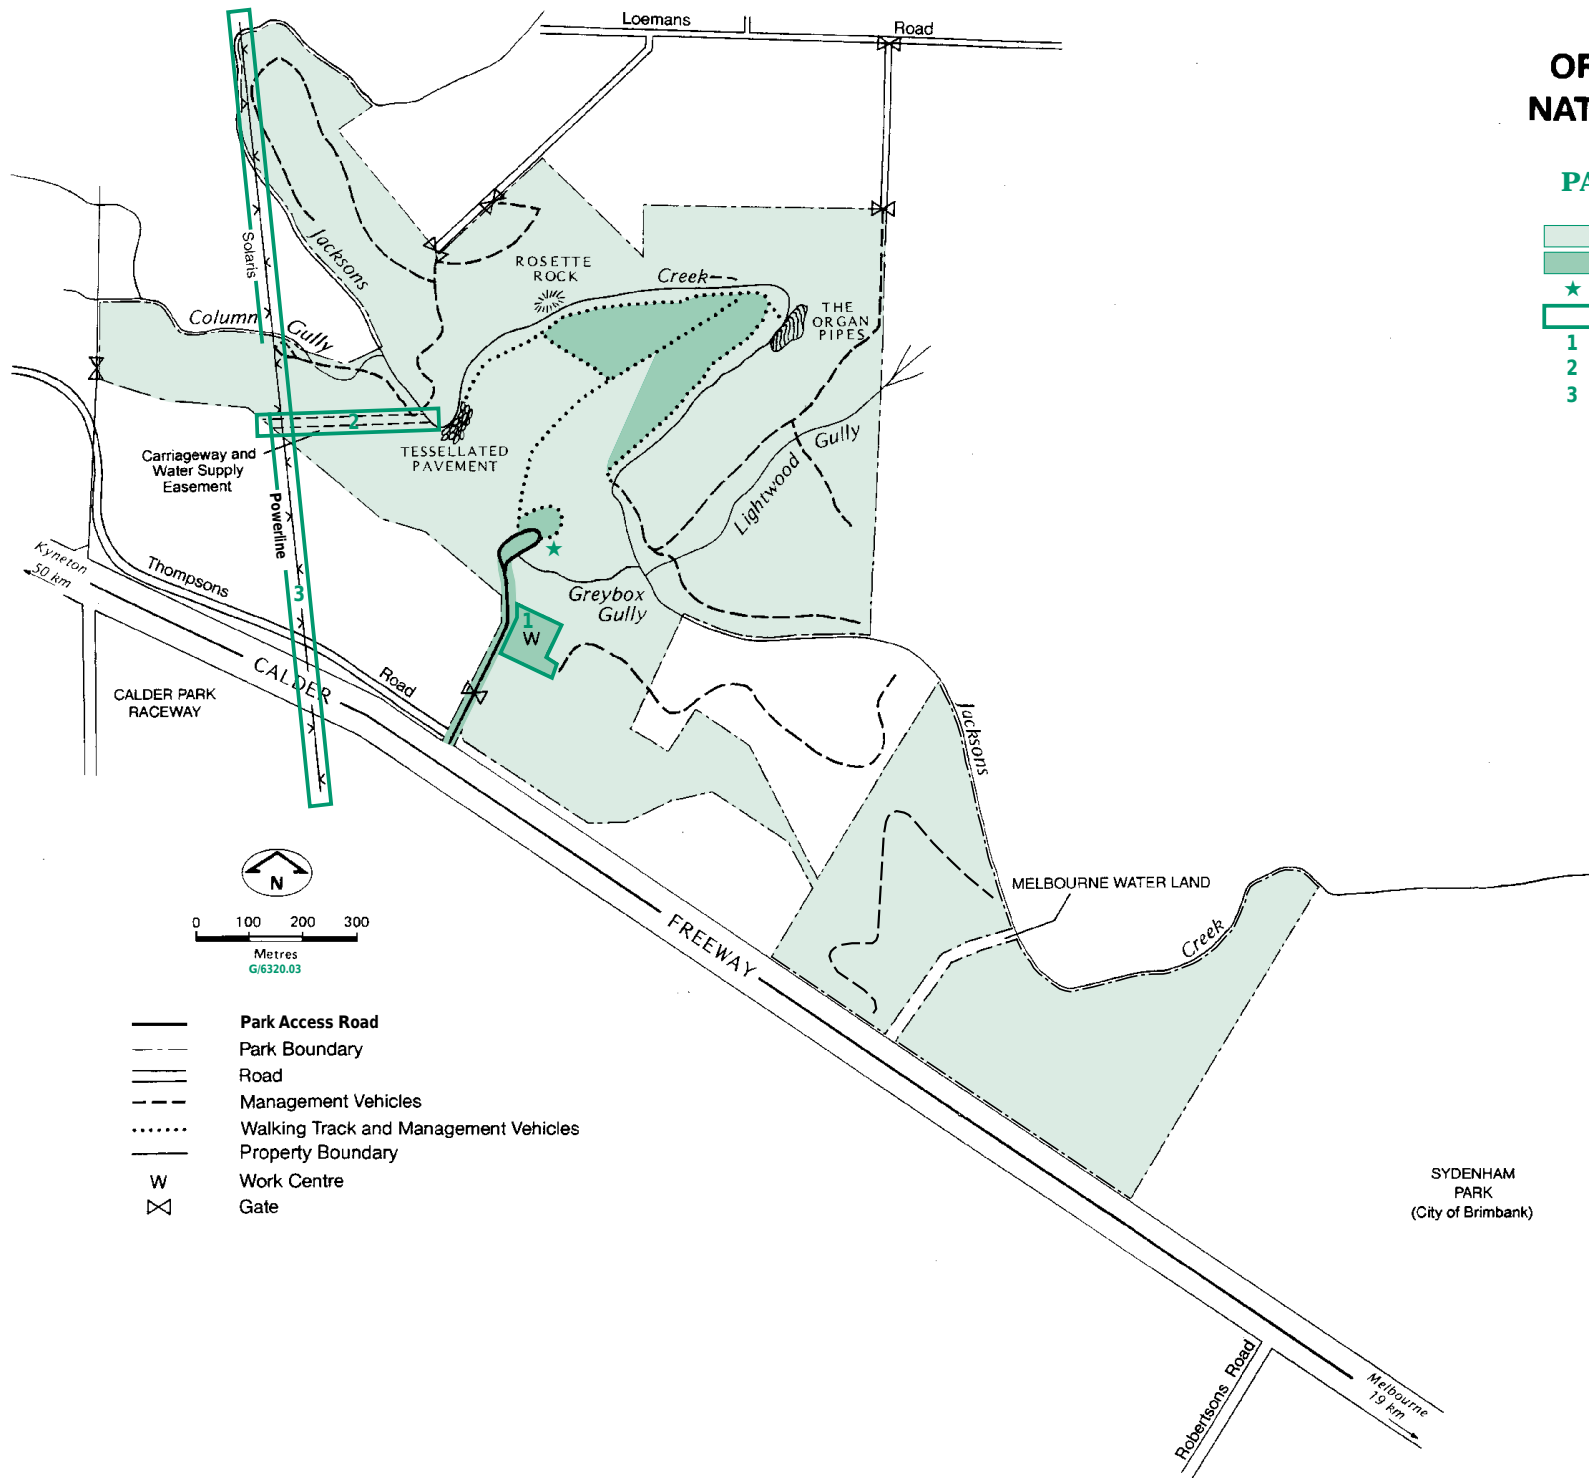 Loemans
Road
OR
NAT
PA
★
1
2
3
Solaris
Jacksons
ROSETTE
ROCK
Creek
THE
ORGAN
PIPES
Column
Gully
2
TESSELLATED
PAVEMENT
Carriageway and
Water Supply
Easement
Powerline
Lightwood
Gully
Kyneton
50 km
Thompsons
Road
3
★
Greybox
Gully
1
W
CALDER
FREEWAY
CALDER PARK
RACEWAY
Jacksons
Creek
MELBOURNE WATER LAND
N
0 100 200 300
Metres
G/6320.03
Park Access Road
Park Boundary
Road
Management Vehicles
Walking Track and Management Vehicles
Property Boundary
W Work Centre
Gate
SYDENHAM
PARK
(City of Brimbank)
Robertsons Road
Melbourne
19 km